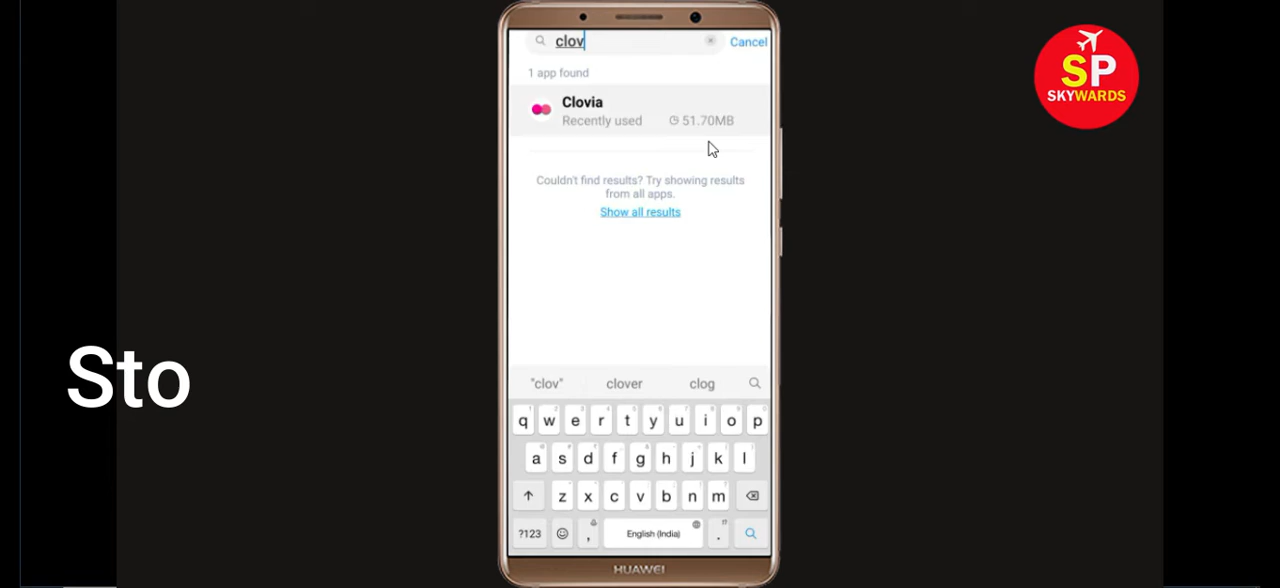 clov
Cancel
1 app found
Clovia
Recently used 51.70MB
Couldn't find results? Try showing results
from all apps.
Show all results
SP
SKYWARDS
Sto
"clov" clover clog
q w e r t y u i o p
a s d f g h j k l
z x c v b n m
?123 , English (India) .
HUAWEI